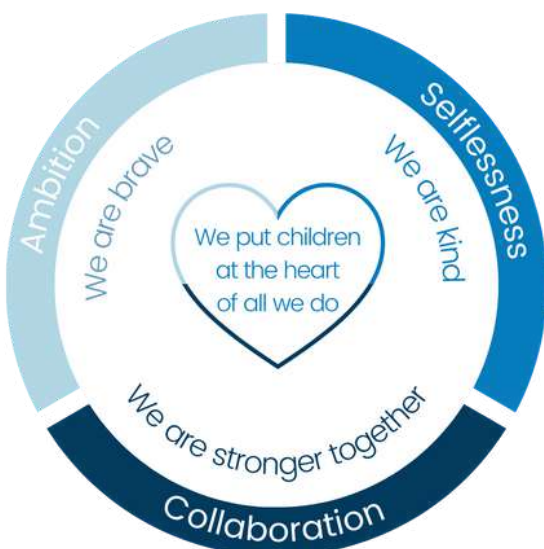 Ambition
We are brave
Selflessness
We are kind
We put children
at the heart
of all we do
We are stronger together
Collaboration